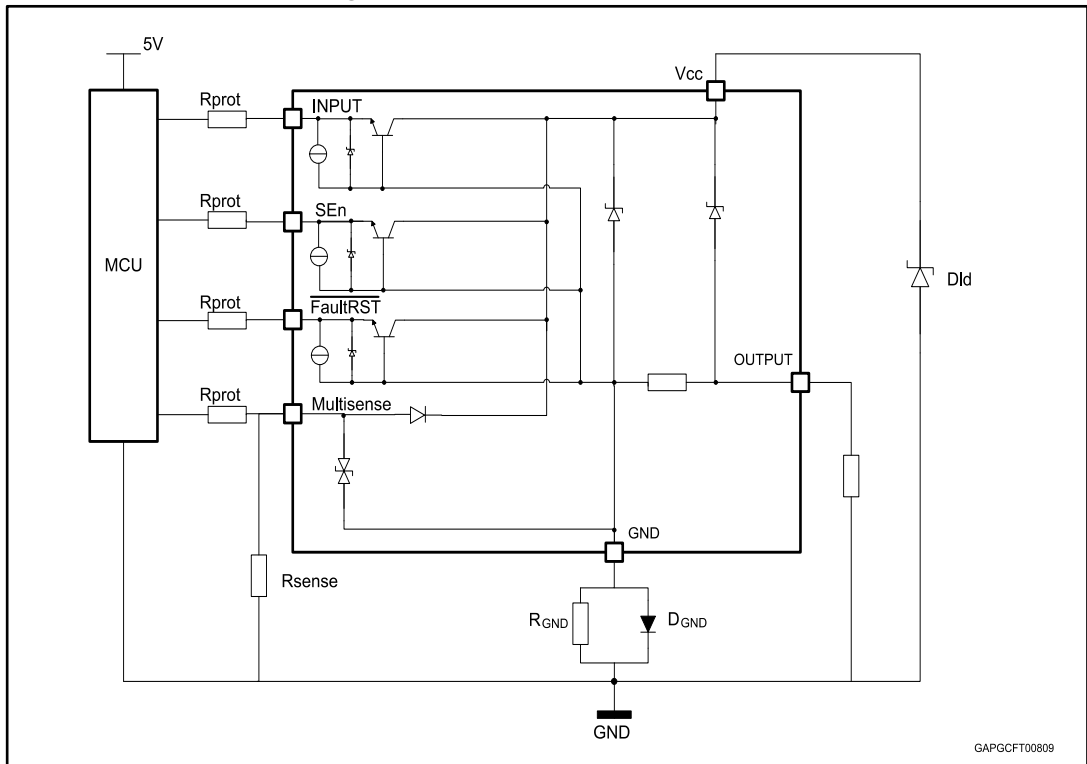 5V
Vcc
Rprot
INPUT
Rprot
SEn
MCU
Dld
Rprot
FaultRST
OUTPUT
Rprot
Multisense
GND
Rsense
RGND
DGND
GND
GAPGCFT00809